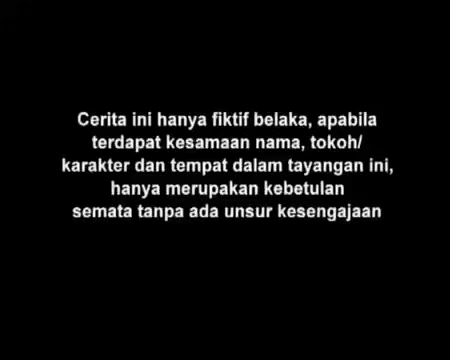 Cerita ini hanya fiktif belaka, apabila
terdapat kesamaan nama, tokoh/
karakter dan tempat dalam tayangan ini,
hanya merupakan kebetulan
semata tanpa ada unsur kesengajaan